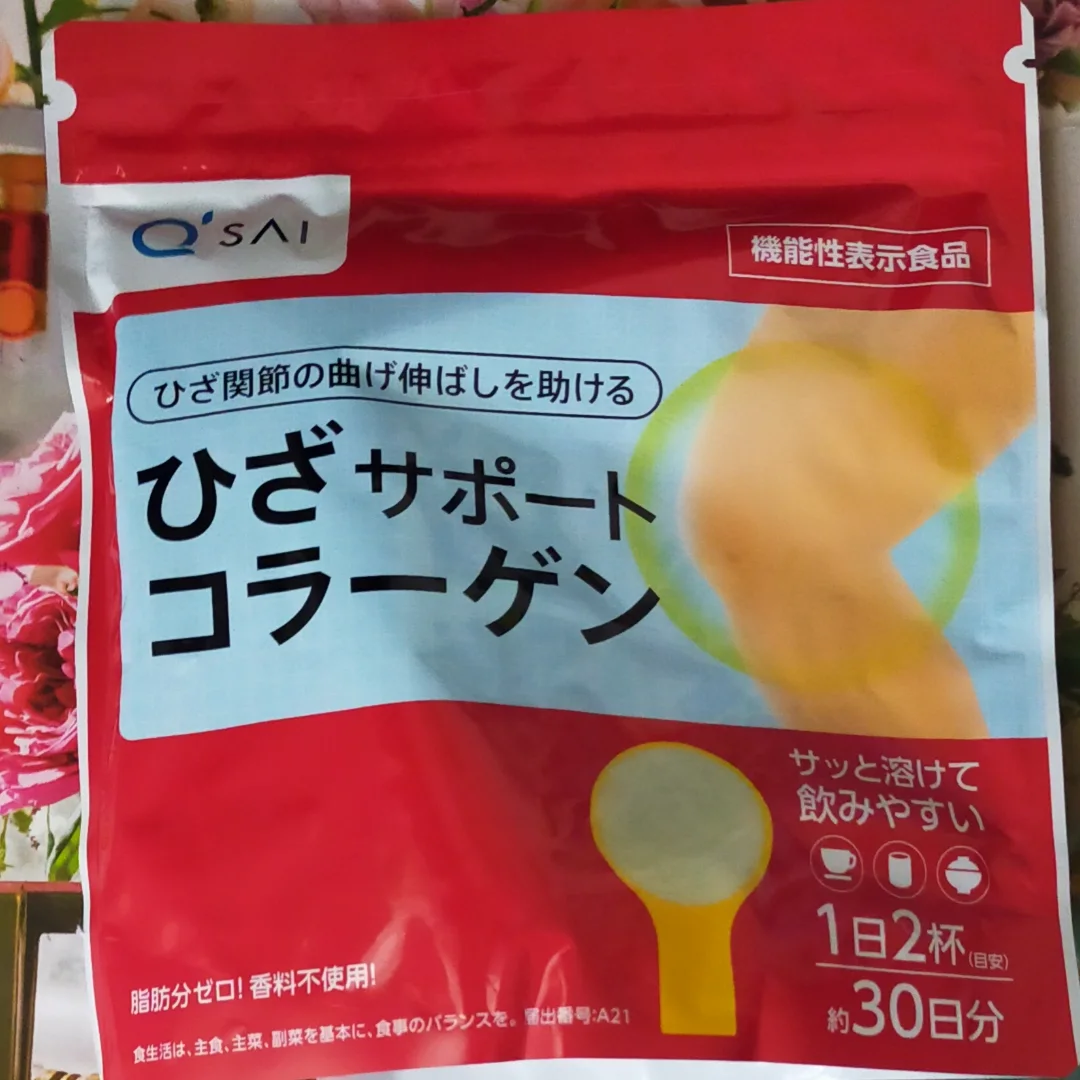 Q'SAI
機能性表示食品
ひざ関節の曲げ伸ばしを助ける
ひざサポート
コラーゲン
サッと溶けて
飲みやすい
1日2杯(目安)
約30日分
脂肪分ゼロ! 香料不使用!
食生活は、主食、主菜、副菜を基本に、食事のバランスを。 届出番号:A21